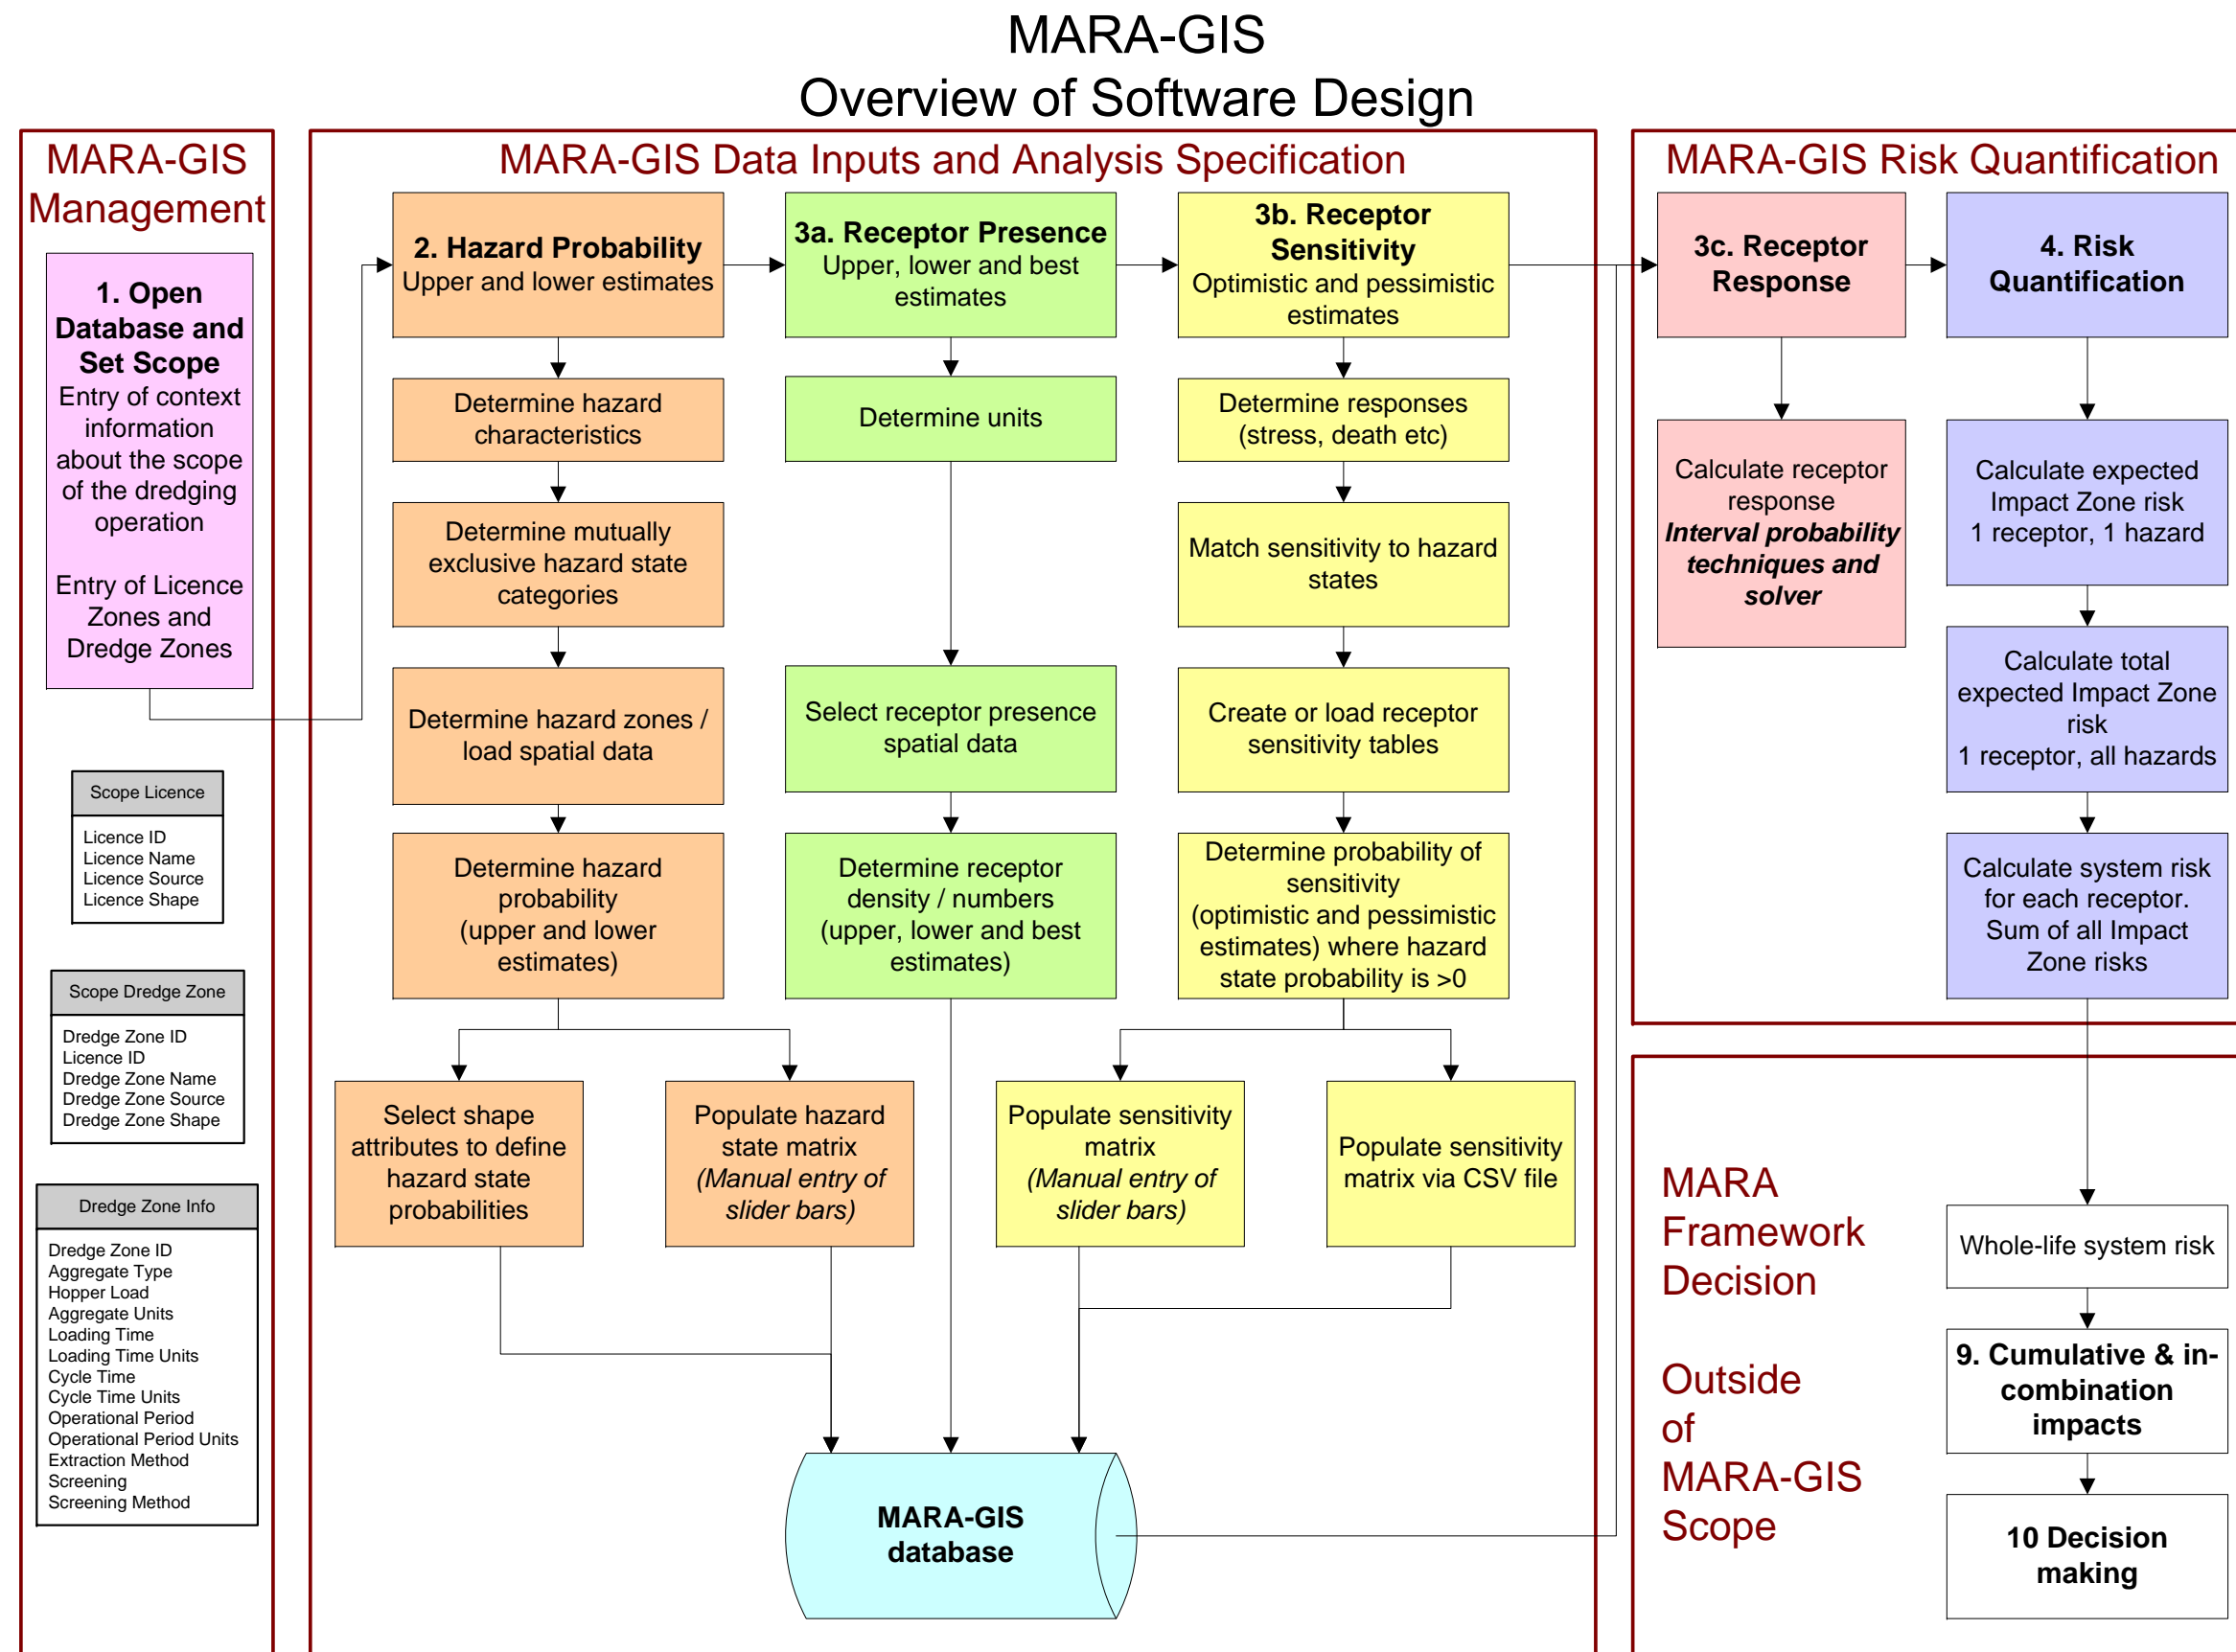 MARA-GIS
Overview of Software Design
MARA-GIS
Management
1. Open
Database and
Set Scope
Entry of context
information
about the scope
of the dredging
operation
Entry of Licence
Zones and
Dredge Zones
Scope Licence
Licence ID
Licence Name
Licence Source
Licence Shape
Scope Dredge Zone
Dredge Zone ID
Licence ID
Dredge Zone Name
Dredge Zone Source
Dredge Zone Shape
Dredge Zone Info
Dredge Zone ID
Aggregate Type
Hopper Load
Aggregate Units
Loading Time
Loading Time Units
Cycle Time
Cycle Time Units
Operational Period
Operational Period Units
Extraction Method
Screening
Screening Method
MARA-GIS Data Inputs and Analysis Specification
2. Hazard Probability
Upper and lower estimates
Determine hazard
characteristics
Determine mutually
exclusive hazard state
categories
Determine hazard zones /
load spatial data
Determine hazard
probability
(upper and lower
estimates)
Select shape
attributes to define
hazard state
probabilities
Populate hazard
state matrix
(Manual entry of
slider bars)
3a. Receptor Presence
Upper, lower and best
estimates
Determine units
Select receptor presence
spatial data
Determine receptor
density / numbers
(upper, lower and best
estimates)
3b. Receptor
Sensitivity
Optimistic and pessimistic
estimates
Determine responses
(stress, death etc)
Match sensitivity to hazard
states
Create or load receptor
sensitivity tables
Determine probability of
sensitivity
(optimistic and pessimistic
estimates) where hazard
state probability is >0
Populate sensitivity
matrix
(Manual entry of
slider bars)
Populate sensitivity
matrix via CSV file
MARA-GIS
database
MARA-GIS Risk Quantification
3c. Receptor
Response
Calculate receptor
response
Interval probability
techniques and
solver
4. Risk
Quantification
Calculate expected
Impact Zone risk
1 receptor, 1 hazard
Calculate total
expected Impact Zone
risk
1 receptor, all hazards
Calculate system risk
for each receptor.
Sum of all Impact
Zone risks
MARA
Framework
Decision
Outside
of
MARA-GIS
Scope
Whole-life system risk
9. Cumulative & in-
combination
impacts
10 Decision
making